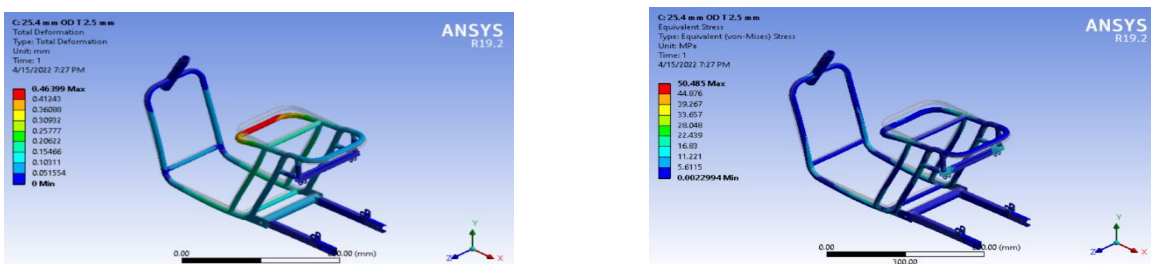 C: 25.4 mm OD T 2.5 mm
Total Deformation
Type: Total Deformation
Unit: mm
Time: 1
4/15/2022 7:27 PM
0.46399 Max
0.41243
0.36088
0.30932
0.25777
0.20622
0.15466
0.10311
0.051554
0 Min
ANSYS
R19.2
0.00
(mm)
Y
Z
X
C: 25.4 mm OD T 2.5 mm
Equivalent Stress
Type: Equivalent (von-Mises) Stress
Unit: MPa
Time: 1
4/15/2022 7:27 PM
50.485 Max
44.876
39.267
33.657
28.048
22.439
16.83
11.221
5.6115
0.0022994 Min
ANSYS
R19.2
0.00
(mm)
300.00
Y
Z
X